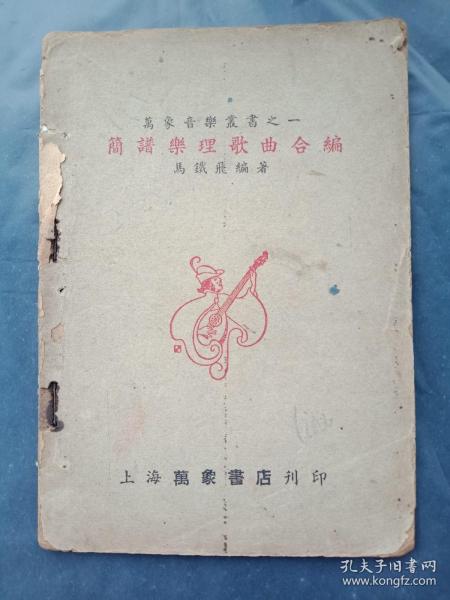 萬象音樂叢書之一
簡譜樂理歌曲合編
馬鐵飛編著
上海萬象書店刊印
孔夫子旧书网
www.kongfz.com